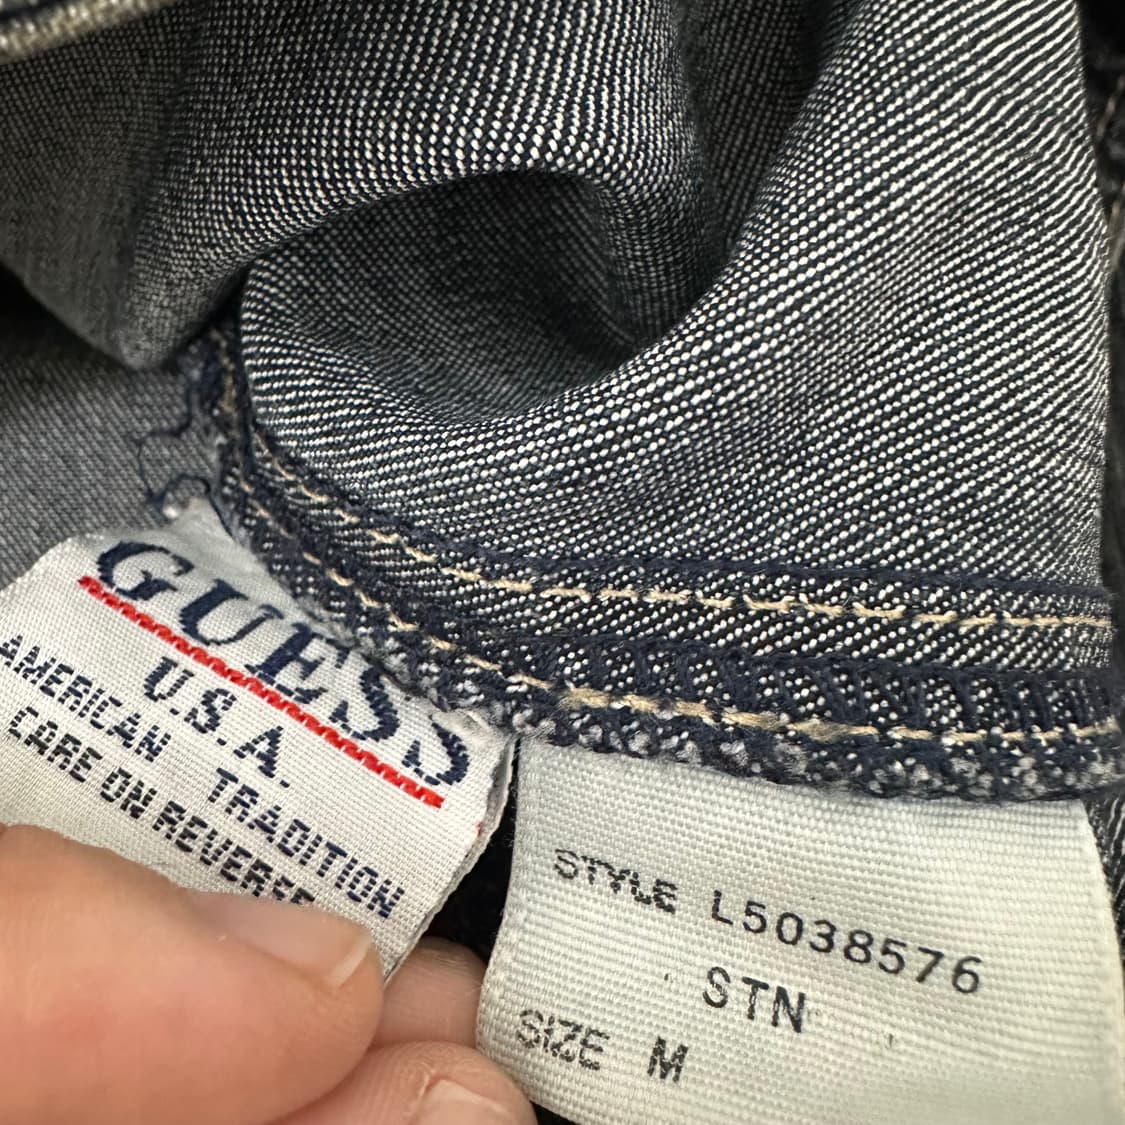 GUESS
U.S.A.
AMERICAN TRADITION
CARE ON REVERSE
STYLE L5038576
STN
SIZE M